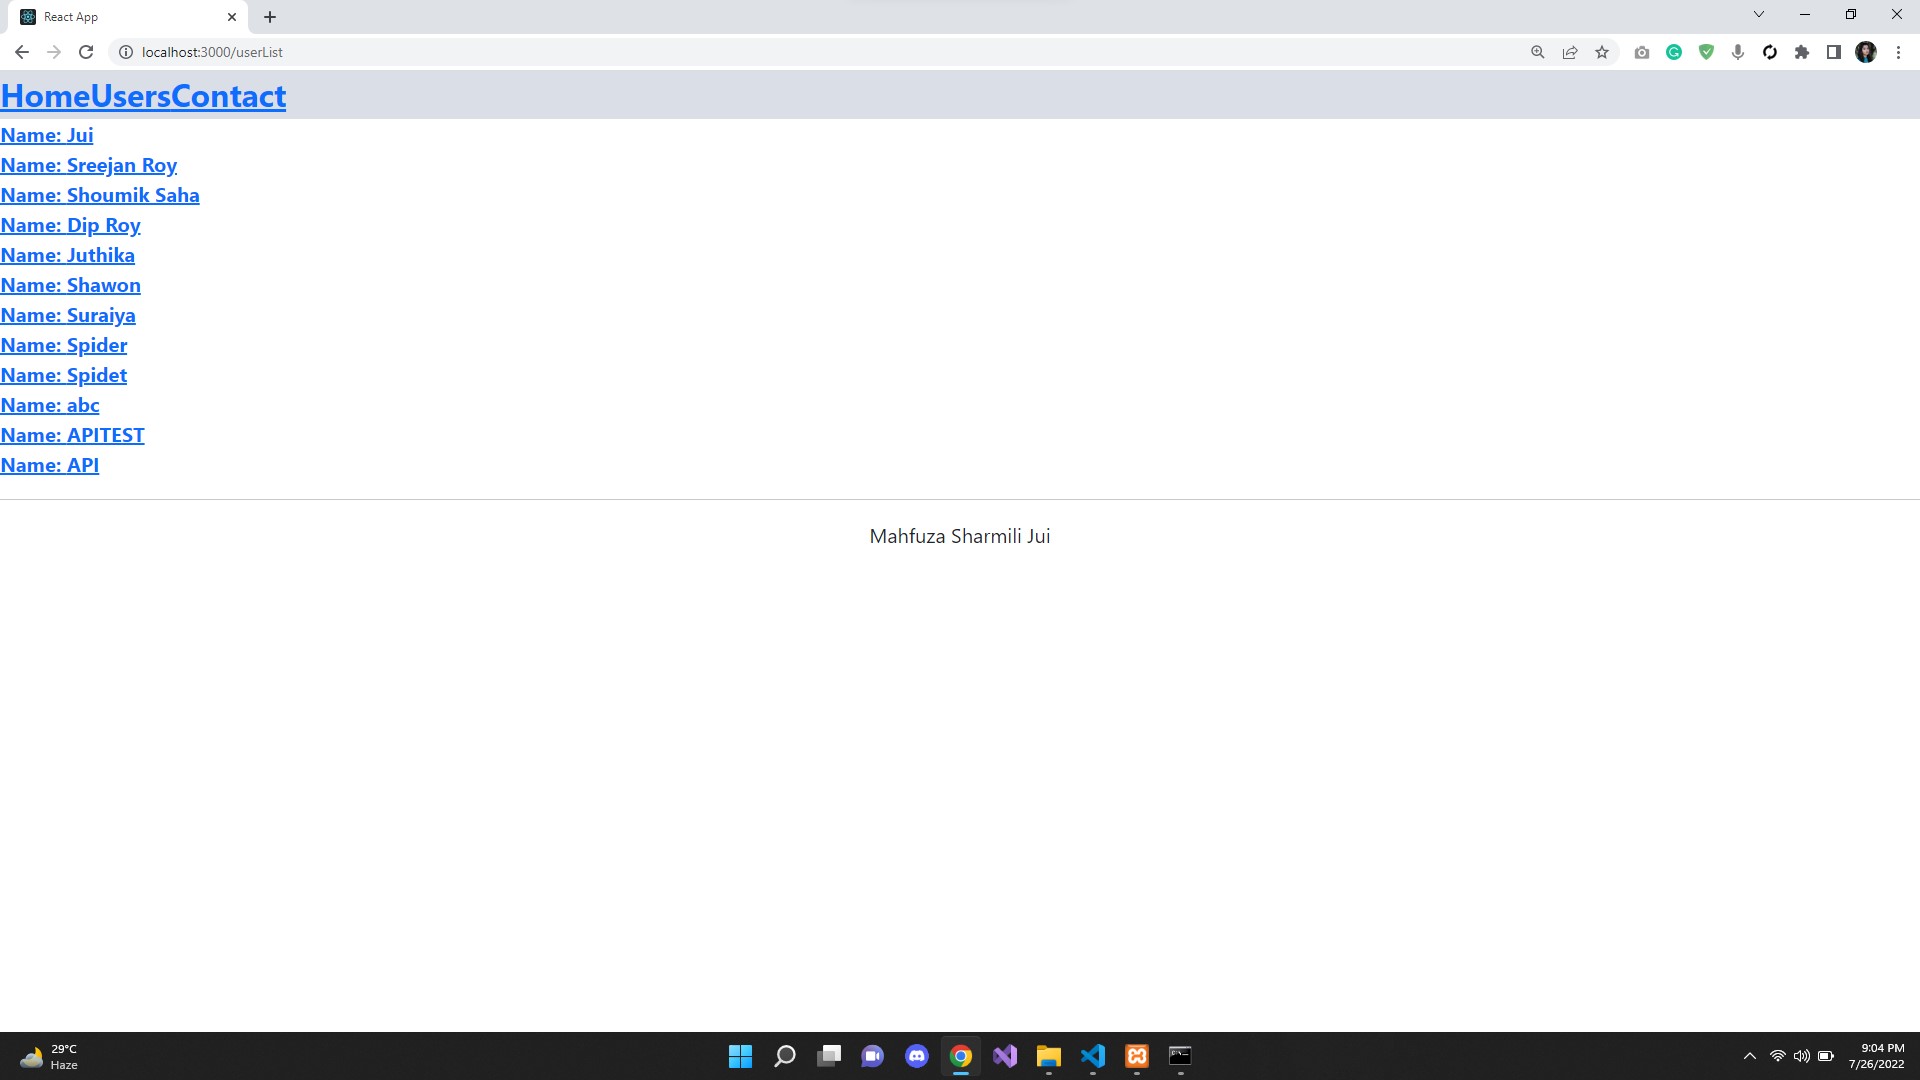 React App
localhost:3000/userList
HomeUsersContact
Name: Jui
Name: Sreejan Roy
Name: Shoumik Saha
Name: Dip Roy
Name: Juthika
Name: Shawon
Name: Suraiya
Name: Spider
Name: Spidet
Name: abc
Name: APITEST
Name: API
Mahfuza Sharmili Jui
29°C
Haze
9:04 PM
7/26/2022